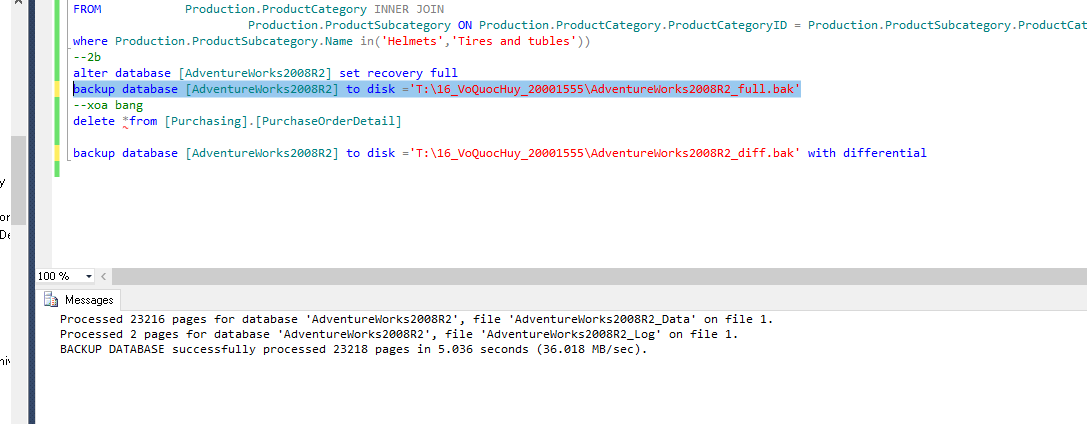 FROM Production.ProductCategory INNER JOIN
Production.ProductSubcategory ON Production.ProductCategory.ProductCategoryID = Production.ProductSubcategory.ProductCat
where Production.ProductSubcategory.Name in('Helmets','Tires and tubles'))
--2b
alter database [AdventureWorks2008R2] set recovery full
backup database [AdventureWorks2008R2] to disk ='T:\16_VoQuocHuy_20001555\AdventureWorks2008R2_full.bak'
--xoa bang
delete *from [Purchasing].[PurchaseOrderDetail]
backup database [AdventureWorks2008R2] to disk ='T:\16_VoQuocHuy_20001555\AdventureWorks2008R2_diff.bak' with differential
100 %
Messages
Processed 23216 pages for database 'AdventureWorks2008R2', file 'AdventureWorks2008R2_Data' on file 1.
Processed 2 pages for database 'AdventureWorks2008R2', file 'AdventureWorks2008R2_Log' on file 1.
BACKUP DATABASE successfully processed 23218 pages in 5.036 seconds (36.018 MB/sec).